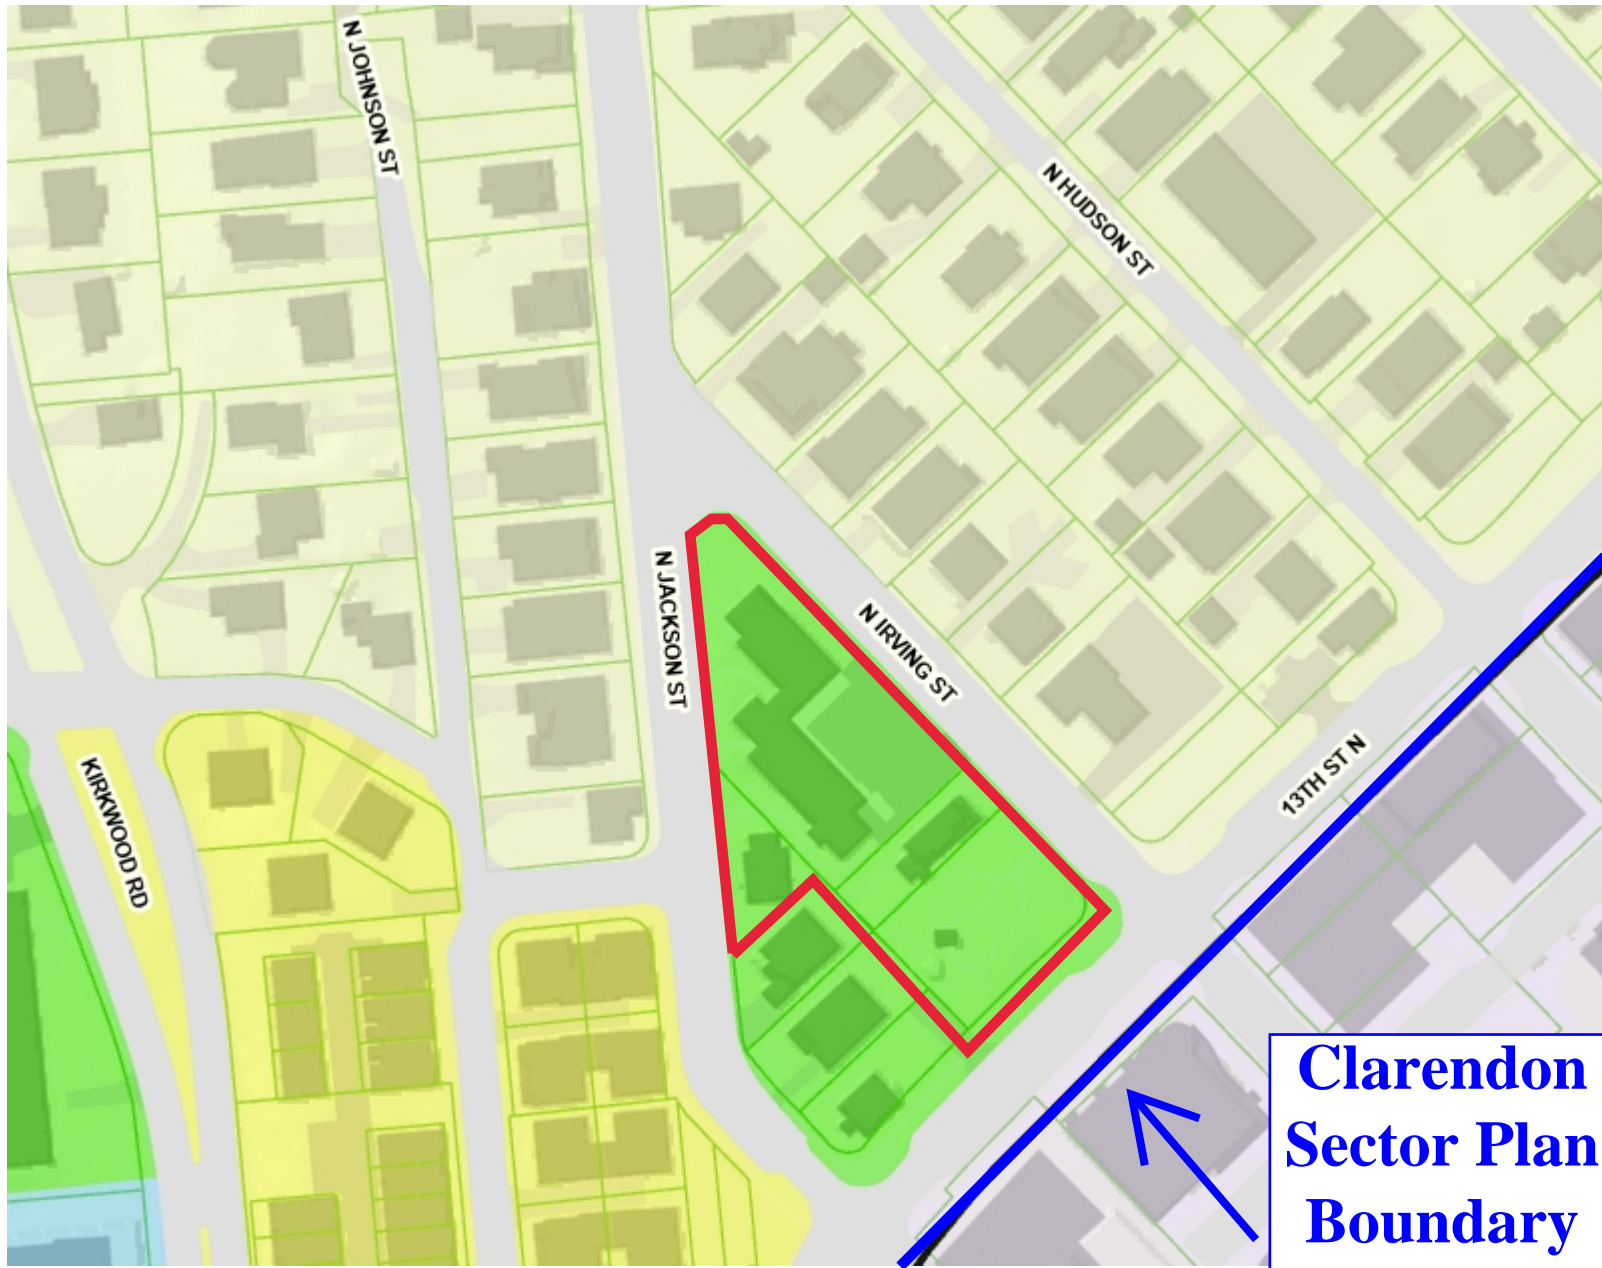 N JOHNSON ST
N HUDSON ST
N JACKSON ST
N IRVING ST
13TH ST N
KIRKWOOD RD
Clarendon
Sector Plan
Boundary